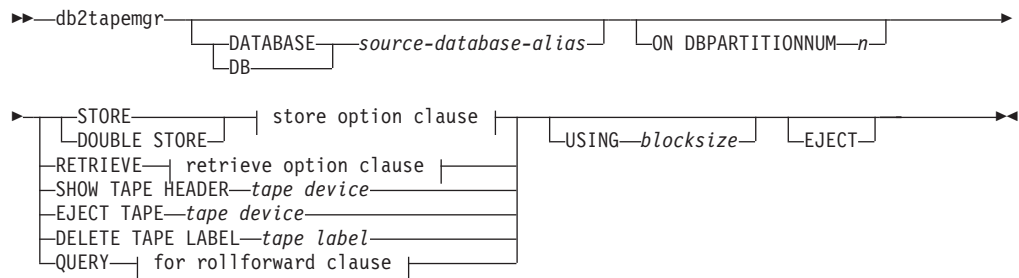 db2tapemgr
DATABASE source-database-alias ON DBPARTITIONNUM n
DB
STORE store option clause
DOUBLE STORE USING blocksize EJECT
RETRIEVE retrieve option clause
SHOW TAPE HEADER tape device
EJECT TAPE tape device
DELETE TAPE LABEL tape label
QUERY for rollforward clause